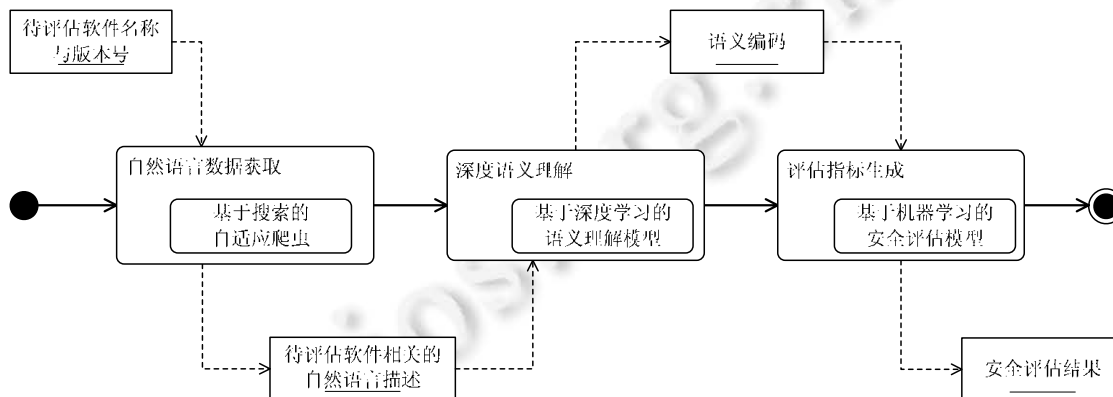 待评估软件名称
与版本号
语义编码
自然语言数据获取
基于搜索的
自适应爬虫
深度语义理解
基于深度学习的
语义理解模型
评估指标生成
基于机器学习的
安全评估模型
待评估软件相关的
自然语言描述
安全评估结果